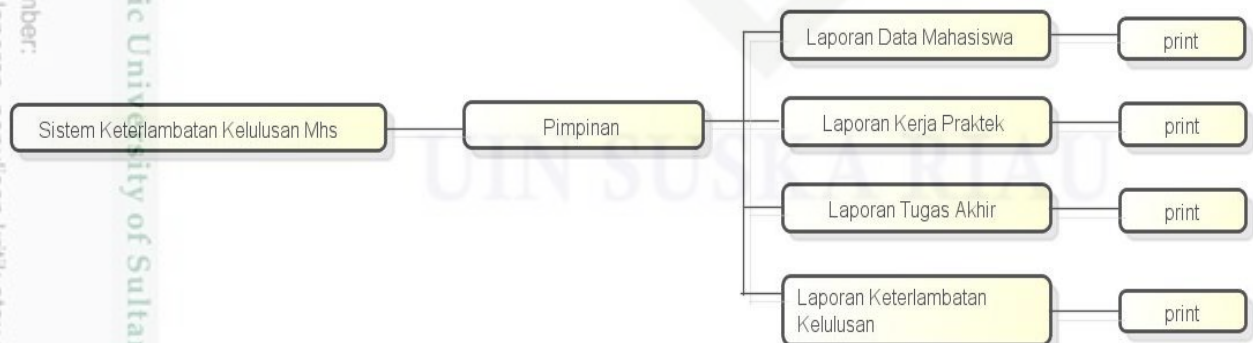 Sistem Keterlambatan Kelulusan Mhs
Pimpinan
Laporan Data Mahasiswa
print
Laporan Kerja Praktek
print
Laporan Tugas Akhir
print
Laporan Keterlambatan
Kelulusan
print
UIN SUSKA RIAU
ic University of Sulta
mber: